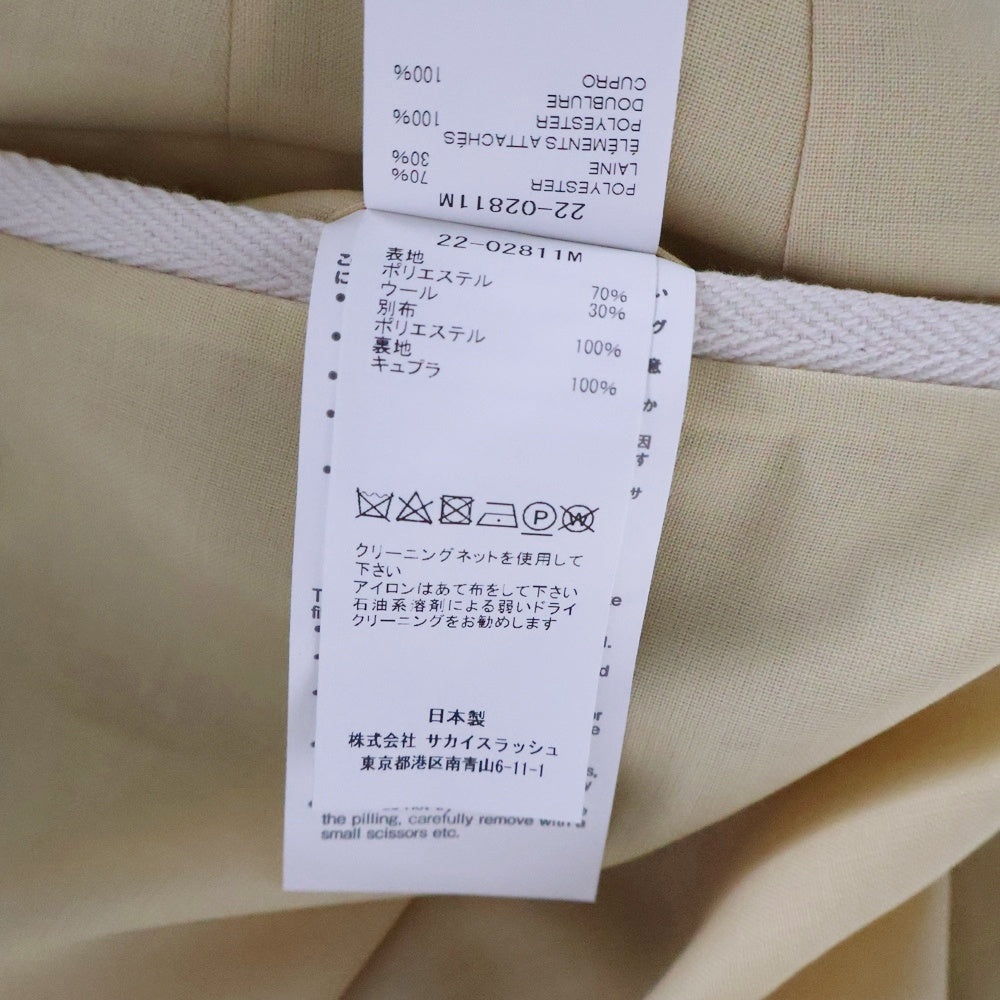 CUPRO 100%
DOUBLURE
POLYESTER 100%
ÉLÉMENTS ATTACHÉS
LAINE 30%
POLYESTER 70%
22-02811M
22-02811M
表地
ポリエステル 70%
ウール 30%
別布
ポリエステル 100%
裏地
キュプラ 100%
P
W
クリーニングネットを使用して
下さい
アイロンはあて布をして下さい
石油系溶剤による弱いドライ
クリーニングをお勧めします
日本製
株式会社 サカイスラッシュ
東京都港区南青山6-11-1
the pilling, carefully remove with a
small scissors etc.